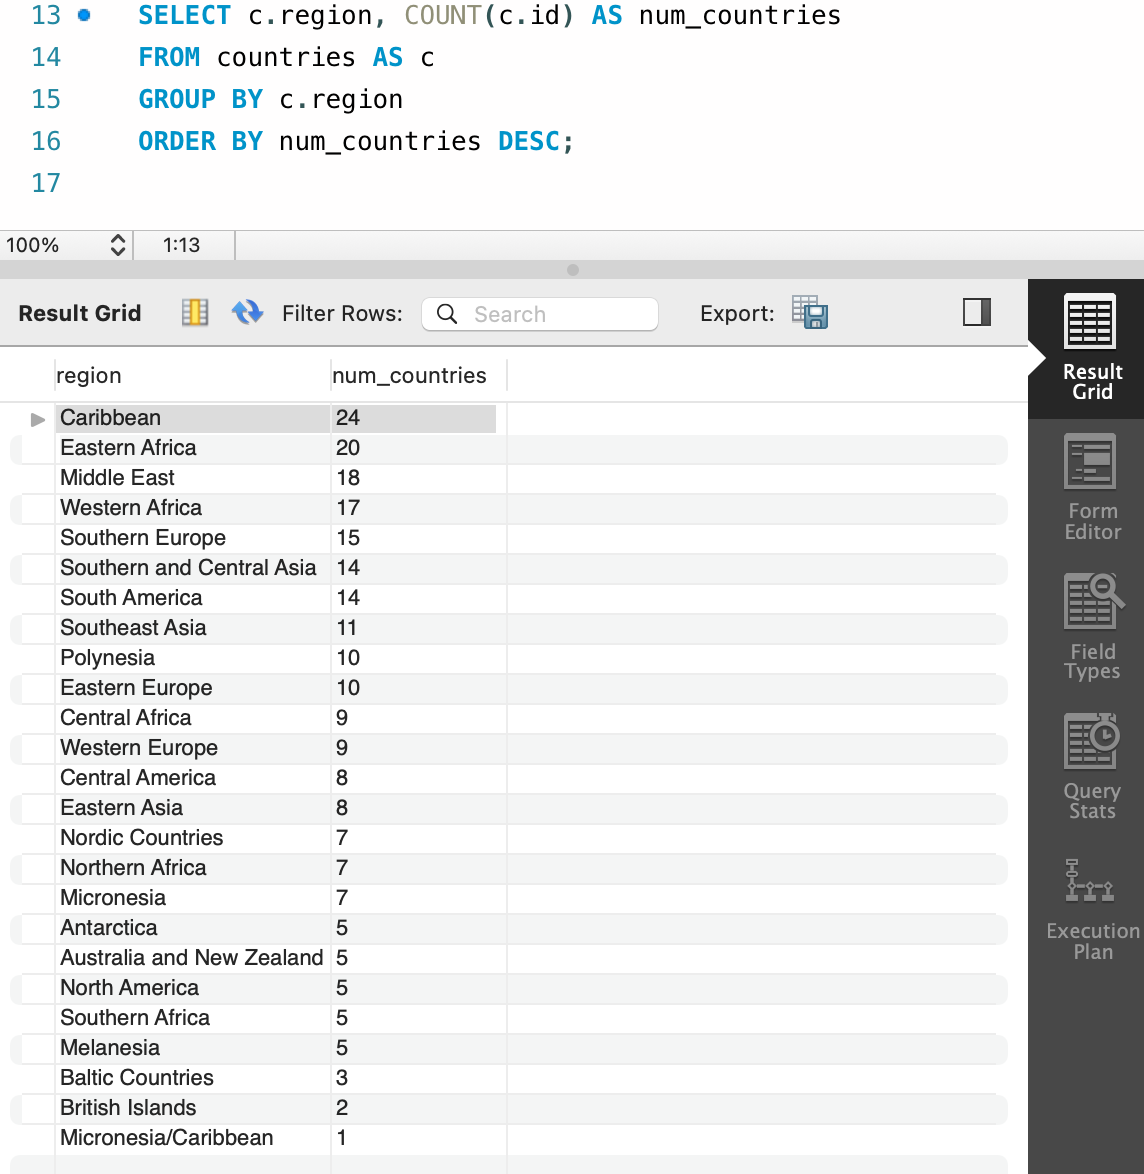 13 SELECT c.region, COUNT(c.id) AS num_countries
14 FROM countries AS c
15 GROUP BY c.region
16 ORDER BY num_countries DESC;
17
100% 1:13
Result Grid Filter Rows: Search Export:
region num_countries
Caribbean 24
Eastern Africa 20
Middle East 18
Western Africa 17
Southern Europe 15
Southern and Central Asia 14
South America 14
Southeast Asia 11
Polynesia 10
Eastern Europe 10
Central Africa 9
Western Europe 9
Central America 8
Eastern Asia 8
Nordic Countries 7
Northern Africa 7
Micronesia 7
Antarctica 5
Australia and New Zealand 5
North America 5
Southern Africa 5
Melanesia 5
Baltic Countries 3
British Islands 2
Micronesia/Caribbean 1
Result
Grid
Form
Editor
Field
Types
Query
Stats
Execution
Plan